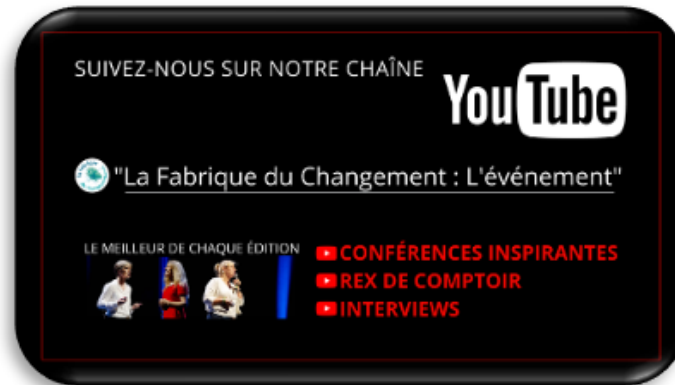 SUIVEZ-NOUS SUR NOTRE CHAÎNE
YouTube
"La Fabrique du Changement : L'événement"
LE MEILLEUR DE CHAQUE ÉDITION
CONFÉRENCES INSPIRANTES
REX DE COMPTOIR
INTERVIEWS